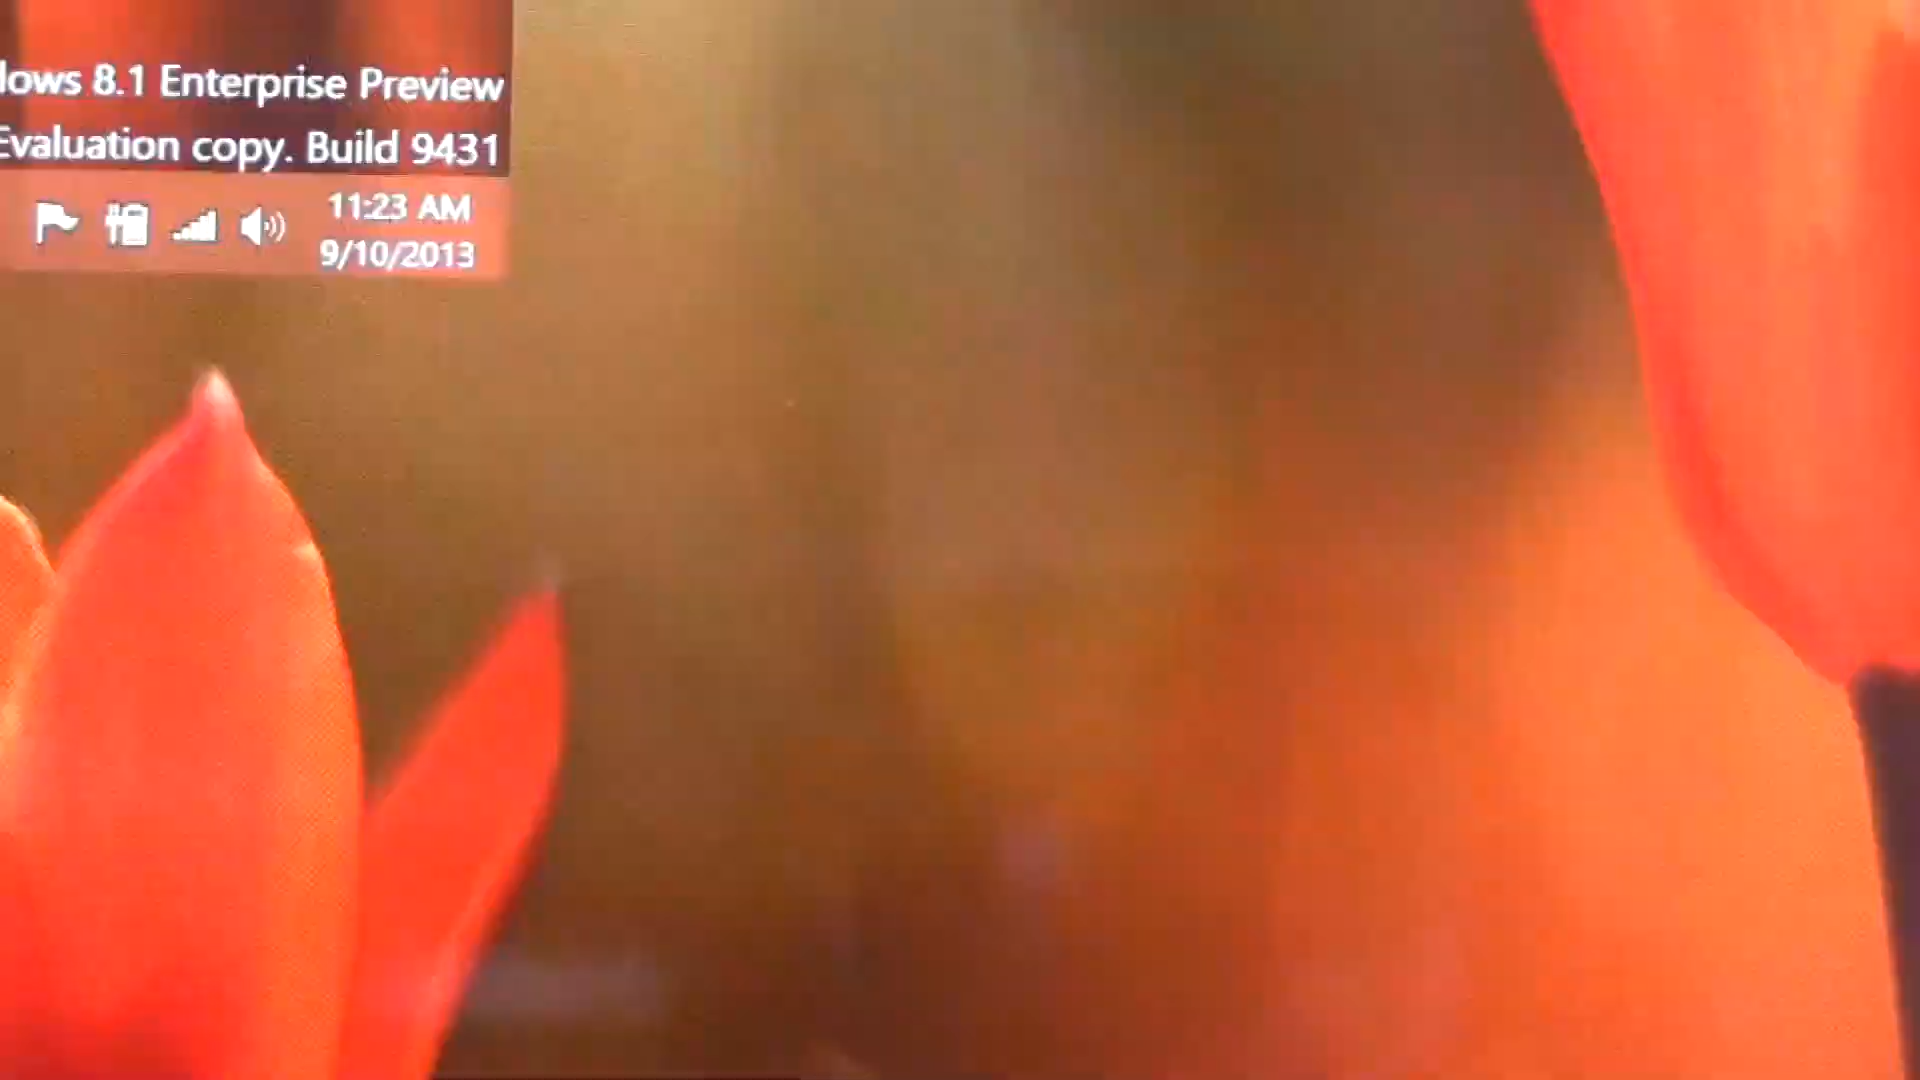 lows 8.1 Enterprise Preview
Evaluation copy. Build 9431
11:23 AM
9/10/2013